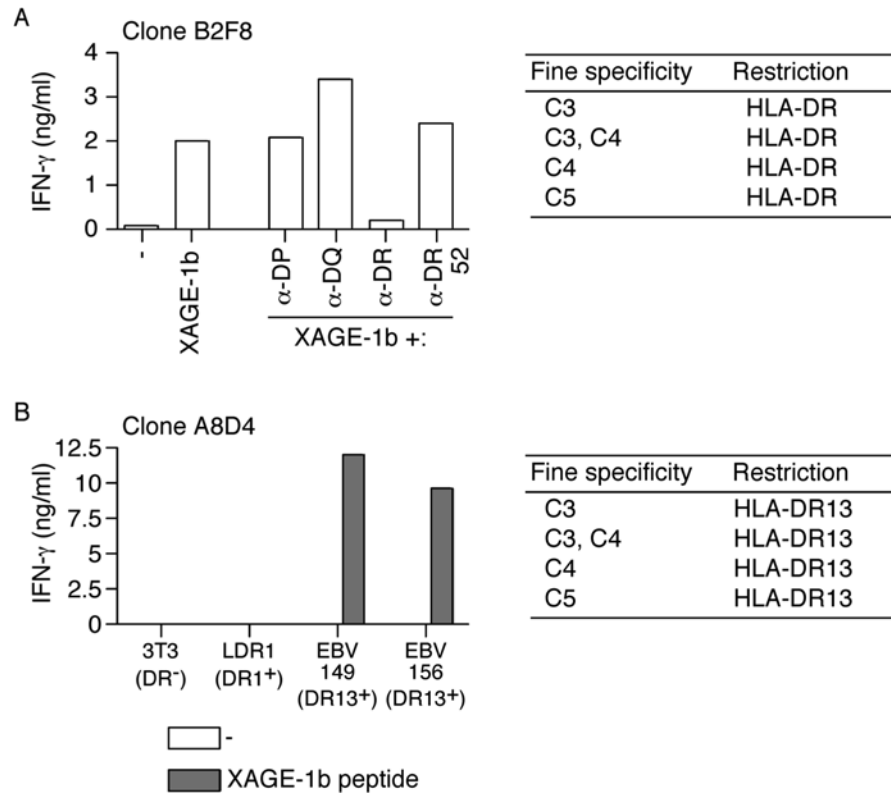 A
Clone B2F8
IFN-γ (ng/ml)
4
3
2
1
0
-
XAGE-1b
α-DP
α-DQ
α-DR
α-DR 52
XAGE-1b +:
Fine specificity Restriction
C3 HLA-DR
C3, C4 HLA-DR
C4 HLA-DR
C5 HLA-DR
B
Clone A8D4
IFN-γ (ng/ml)
12.5
10
7.5
5
2.5
0
3T3 LDR1 EBV EBV
149 156
(DR-) (DR1+) (DR13+) (DR13+)
-
XAGE-1b peptide
Fine specificity Restriction
C3 HLA-DR13
C3, C4 HLA-DR13
C4 HLA-DR13
C5 HLA-DR13